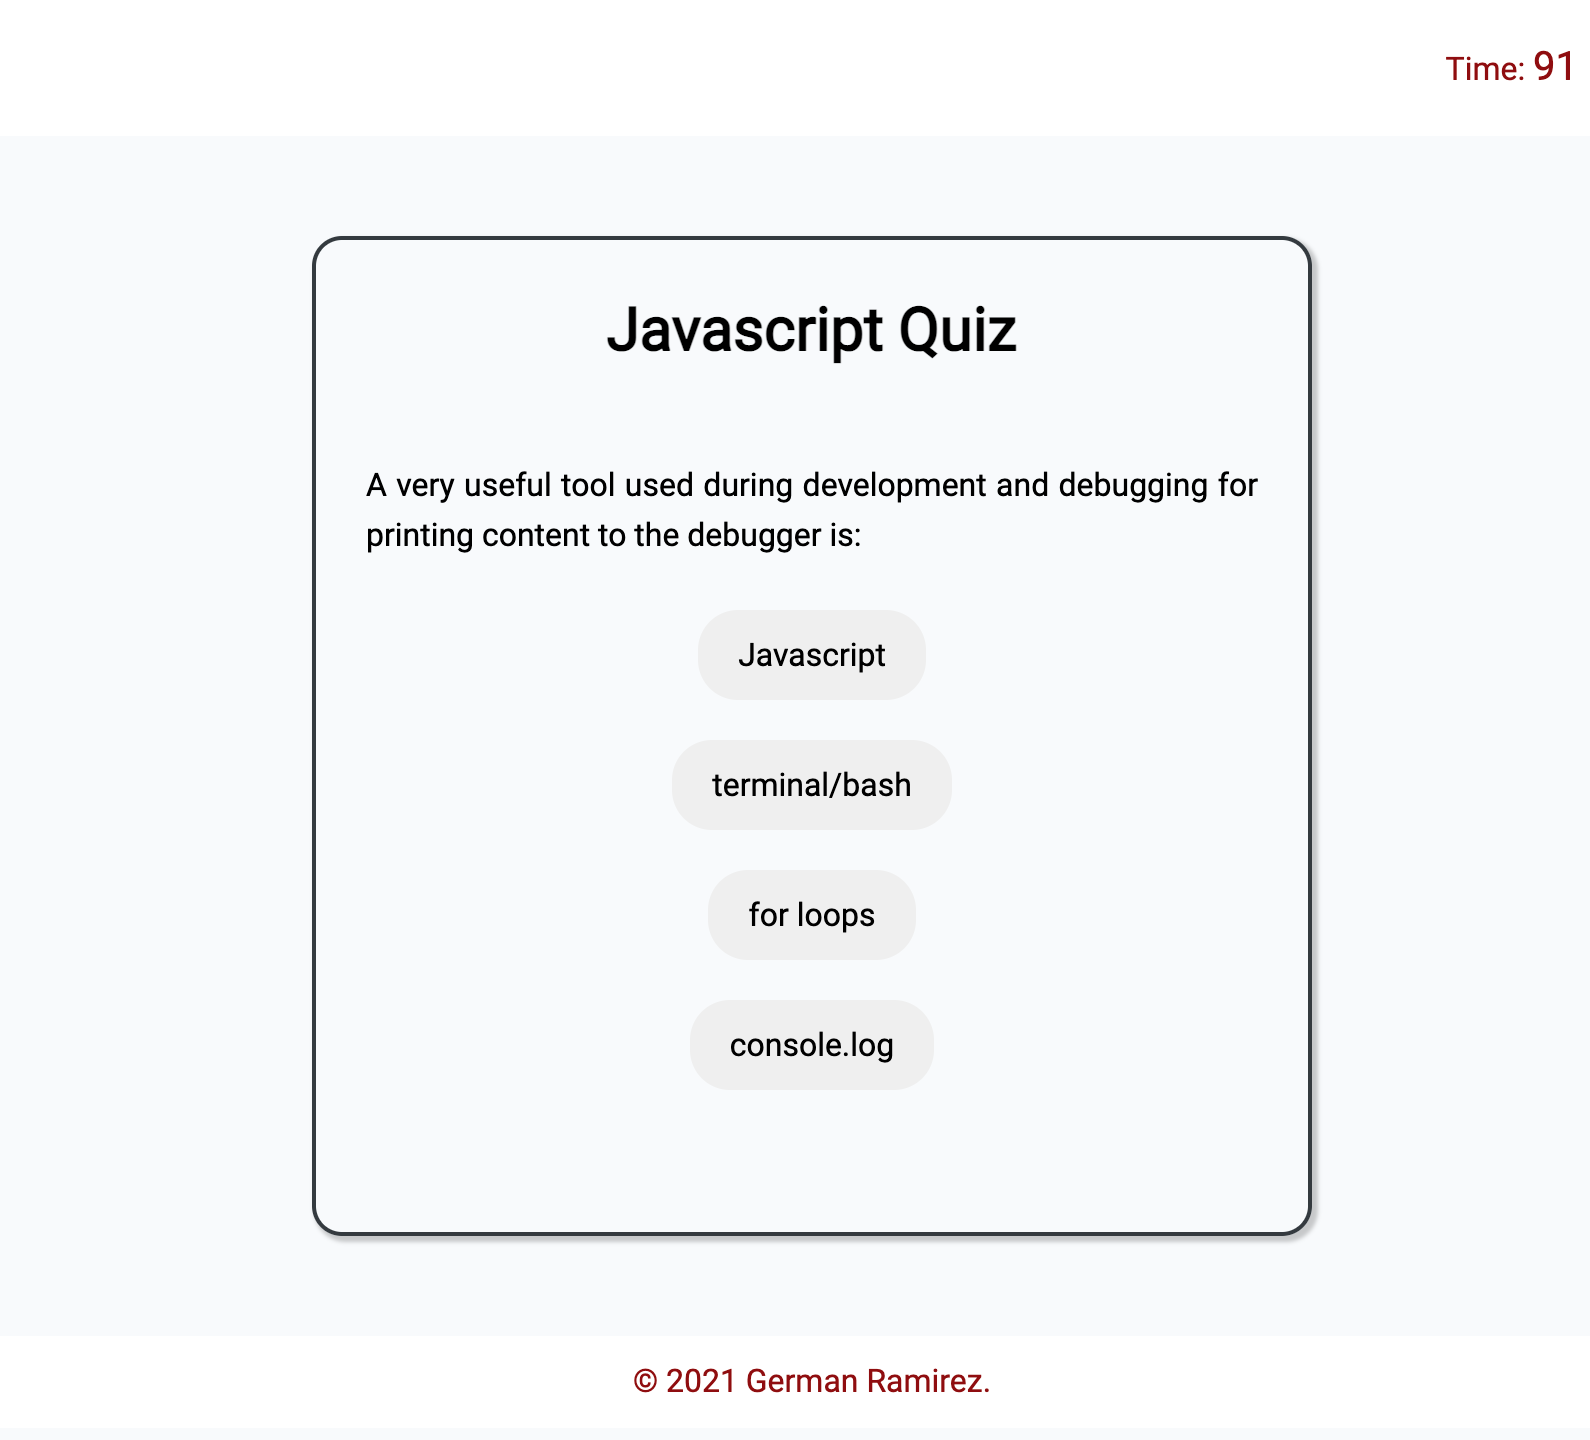 Time: 91
Javascript Quiz
A very useful tool used during development and debugging for
printing content to the debugger is:
Javascript
terminal/bash
for loops
console.log
© 2021 German Ramirez.